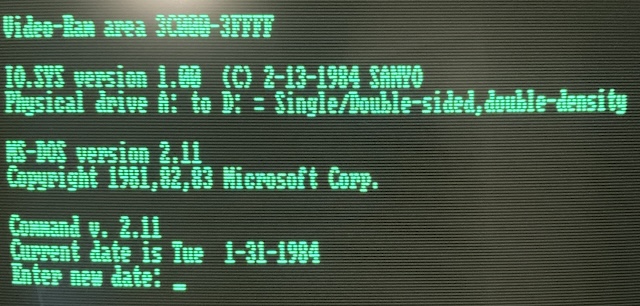 Video-Ram area 3C000-3FFFF
IO.SYS version 1.00 (C) 2-13-1984 SANYO
Physical drive A: to D: = Single/Double-sided,double-density
MS-DOS version 2.11
Copyright 1981,82,83 Microsoft Corp.
Command v. 2.11
Current date is Tue 1-31-1984
Enter new date: _